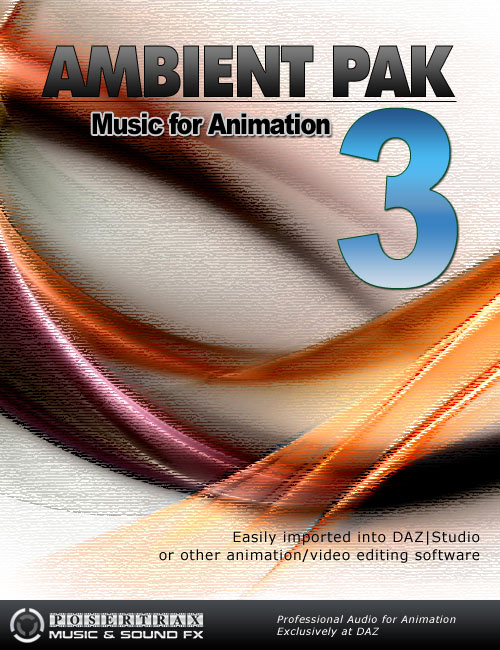 AMBIENT PAK
Music for Animation
3
Easily imported into DAZ|Studio
or other animation/video editing software
POSERTRAX
MUSIC & SOUND FX
Professional Audio for Animation
Exclusively at DAZ